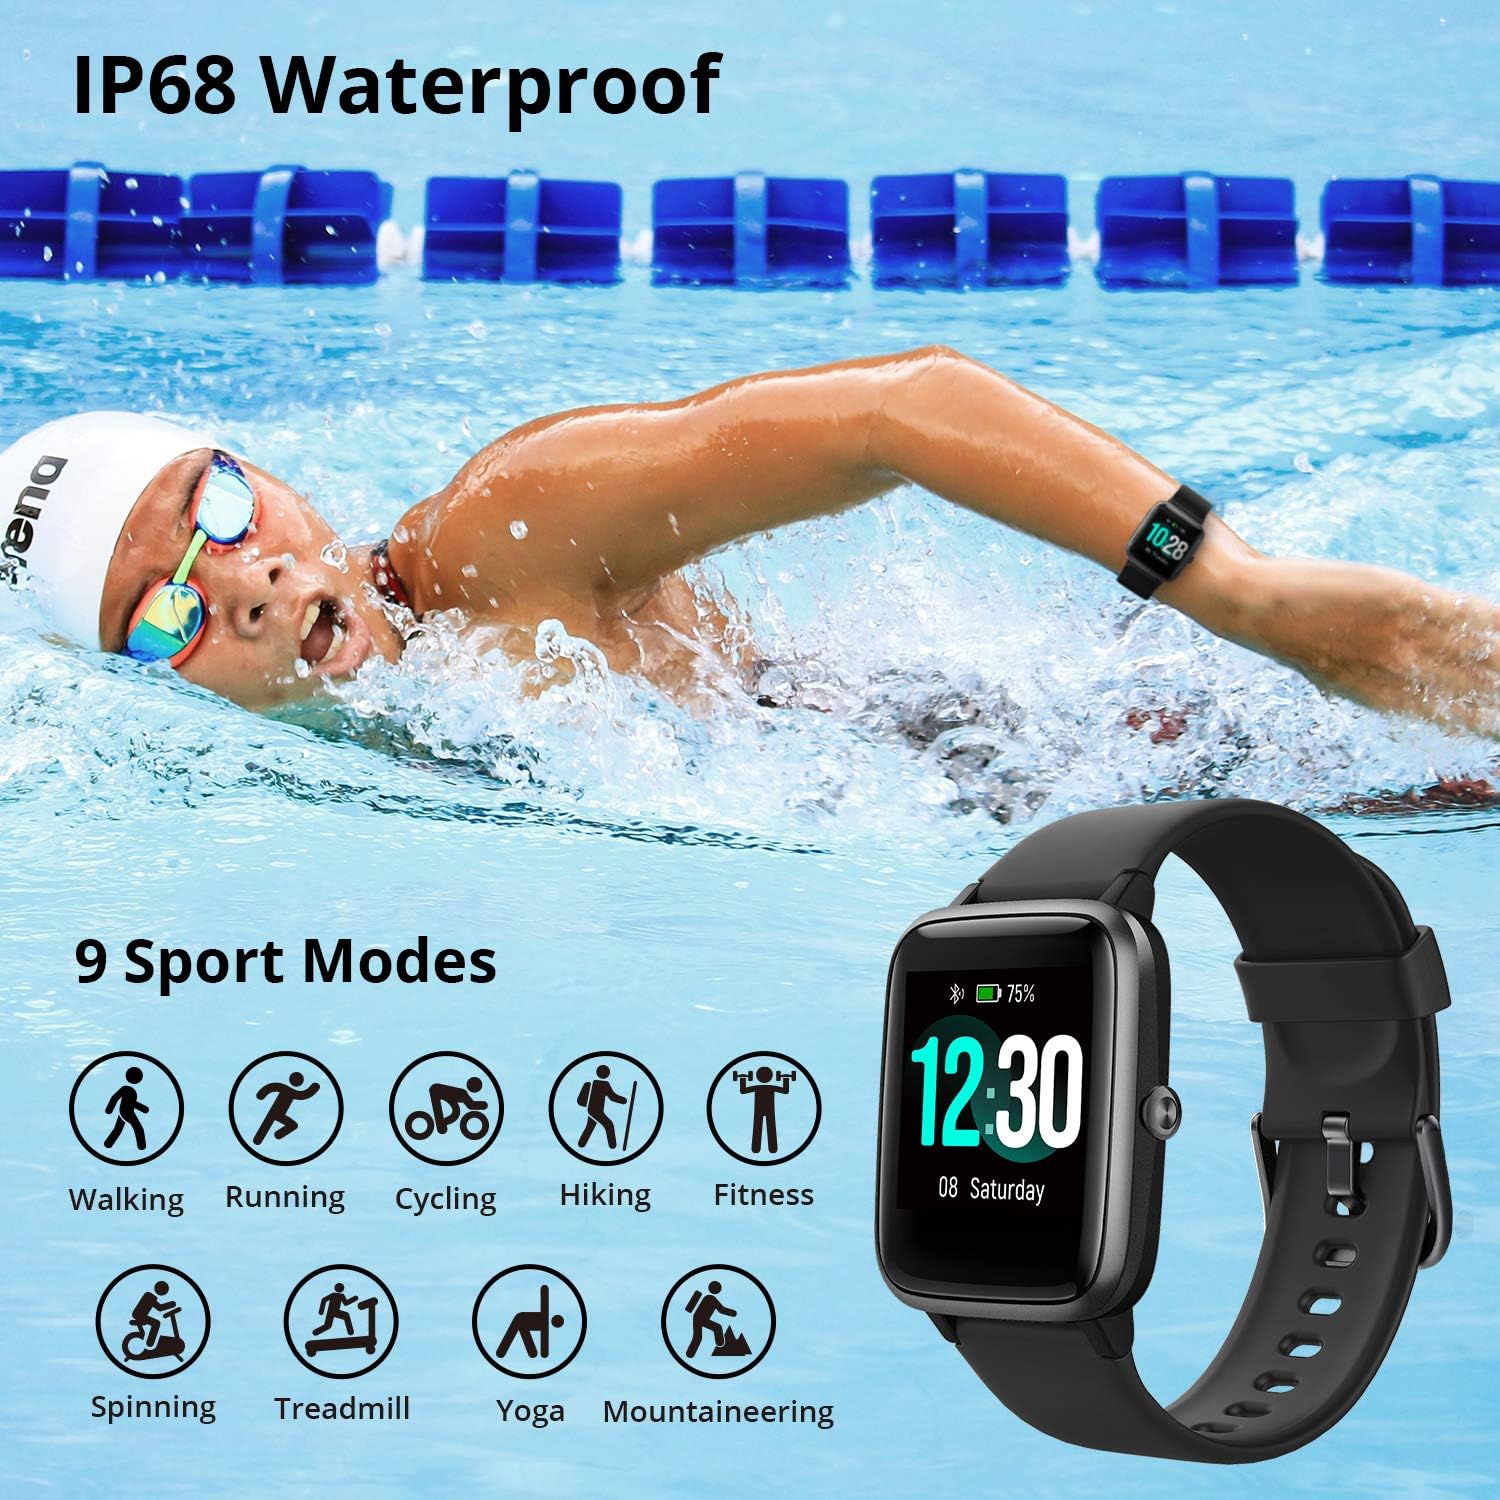 IP68 Waterproof
arena
10:28
9 Sport Modes
75%
12:30
08 Saturday
Walking
Running
Cycling
Hiking
Fitness
Spinning
Treadmill
Yoga
Mountaineering